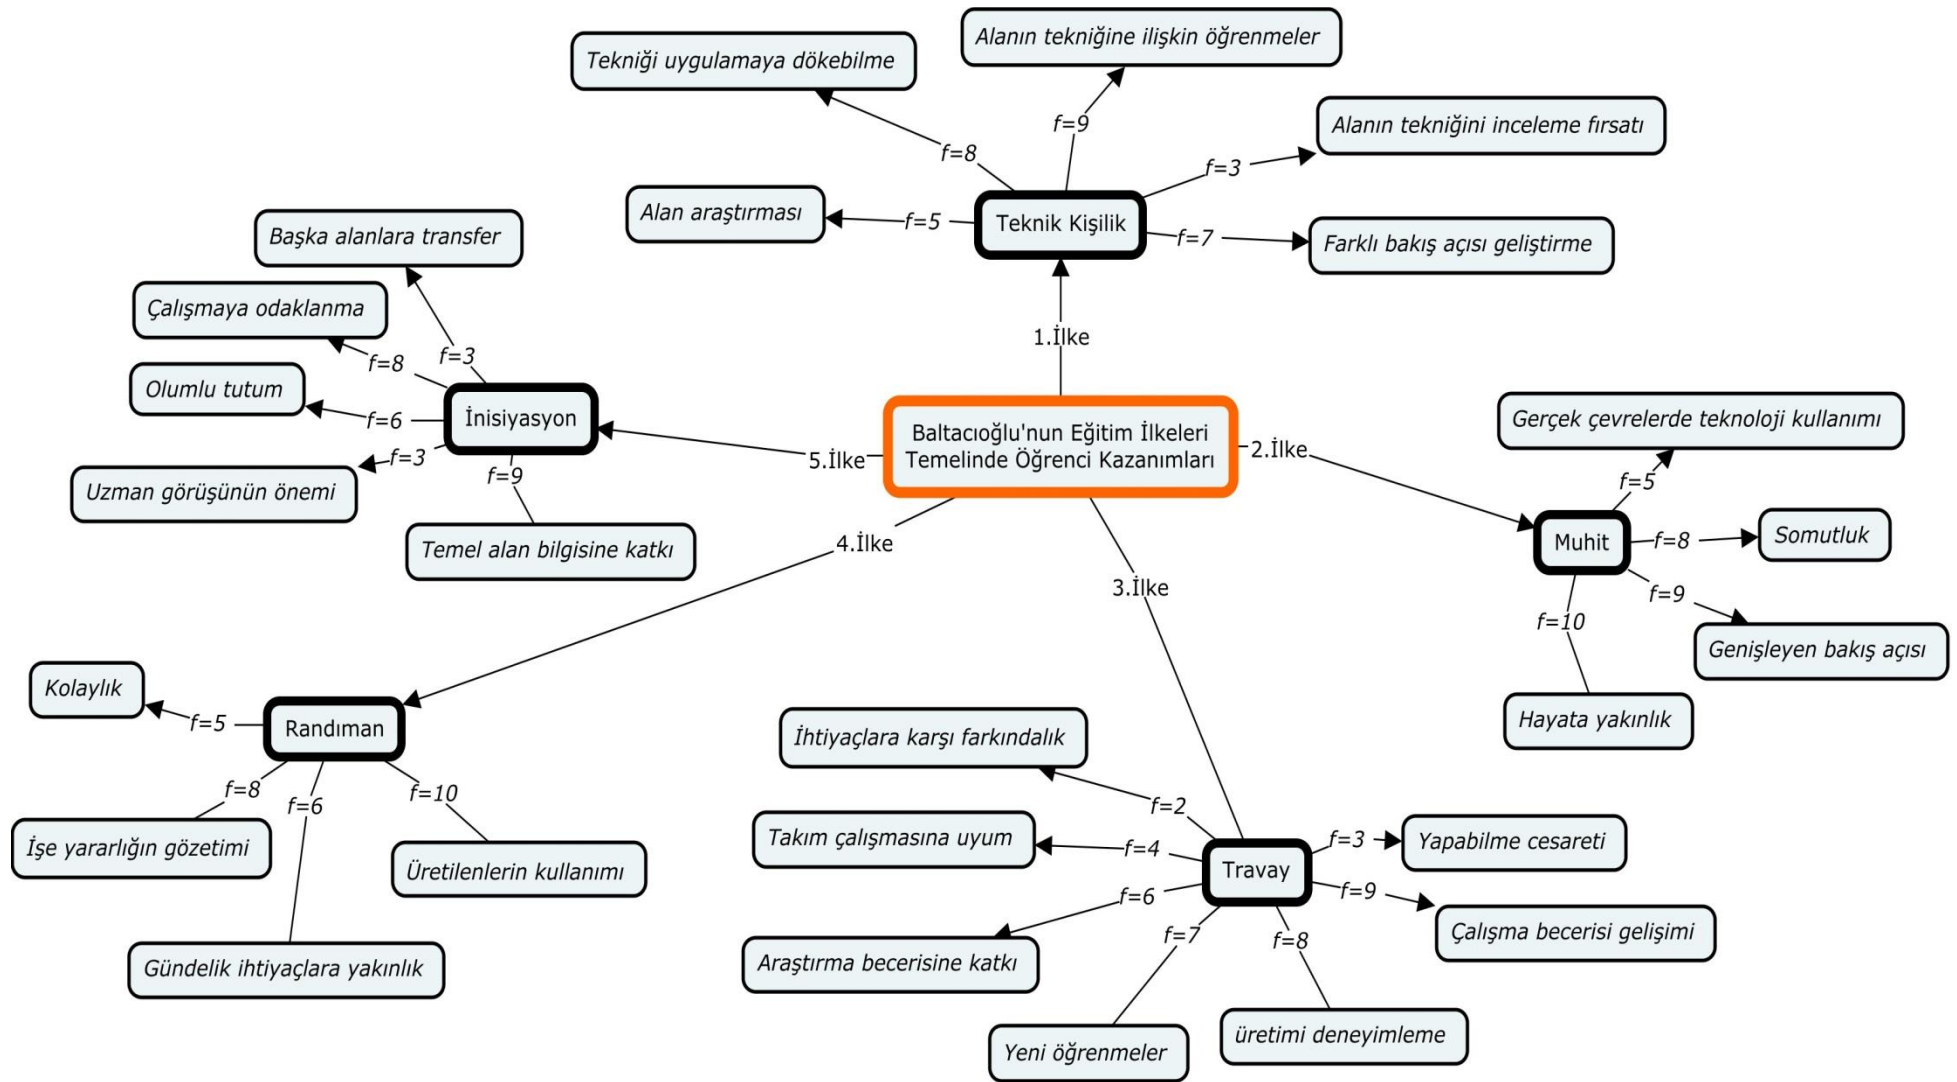 Baltacıoğlu'nun Eğitim İlkeleri
Temelinde Öğrenci Kazanımları
1.İlke
Teknik Kişilik
f=5
Alan araştırması
f=8
Tekniği uygulamaya dökebilme
f=9
Alanın tekniğine ilişkin öğrenmeler
f=3
Alanın tekniğini inceleme fırsatı
f=7
Farklı bakış açısı geliştirme
2.İlke
Muhit
f=5
Gerçek çevrelerde teknoloji kullanımı
f=8
Somutluk
f=9
Genişleyen bakış açısı
f=10
Hayata yakınlık
3.İlke
Travay
f=2
İhtiyaçlara karşı farkındalık
f=4
Takım çalışmasına uyum
f=6
Araştırma becerisine katkı
f=7
Yeni öğrenmeler
f=8
üretimi deneyimleme
f=9
Çalışma becerisi gelişimi
f=3
Yapabilme cesareti
4.İlke
Randıman
f=5
Kolaylık
f=8
İşe yararlığın gözetimi
f=6
Gündelik ihtiyaçlara yakınlık
f=10
Üretilenlerin kullanımı
5.İlke
İnisiyasyon
f=3
Başka alanlara transfer
f=8
Çalışmaya odaklanma
f=6
Olumlu tutum
f=3
Uzman görüşünün önemi
f=9
Temel alan bilgisine katkı